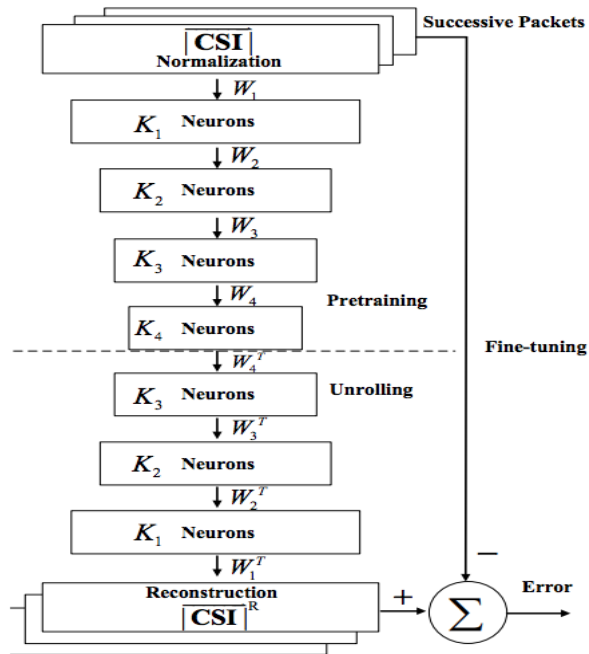 Successive Packets
|CSI|
Normalization
W₁
K₁ Neurons
W₂
K₂ Neurons
W₃
K₃ Neurons
W₄
Pretraining
K₄ Neurons
Fine-tuning
W₄ᵀ
Unrolling
K₃ Neurons
W₃ᵀ
K₂ Neurons
W₂ᵀ
K₁ Neurons
W₁ᵀ
−
Reconstruction
|CSI|ᴿ
+
Σ
Error